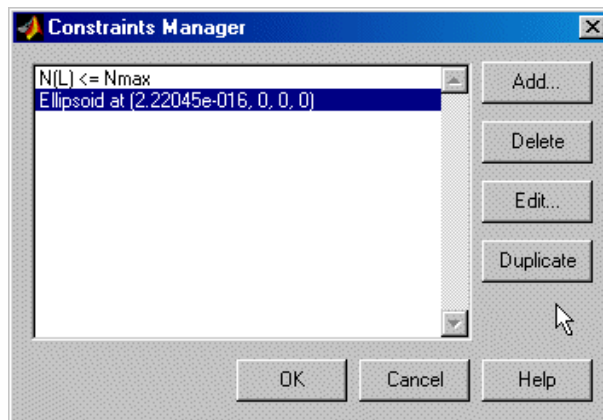 Constraints Manager
N(L) <= Nmax
Ellipsoid at (2.22045e-016, 0, 0, 0)
Add...
Delete
Edit...
Duplicate
OK
Cancel
Help